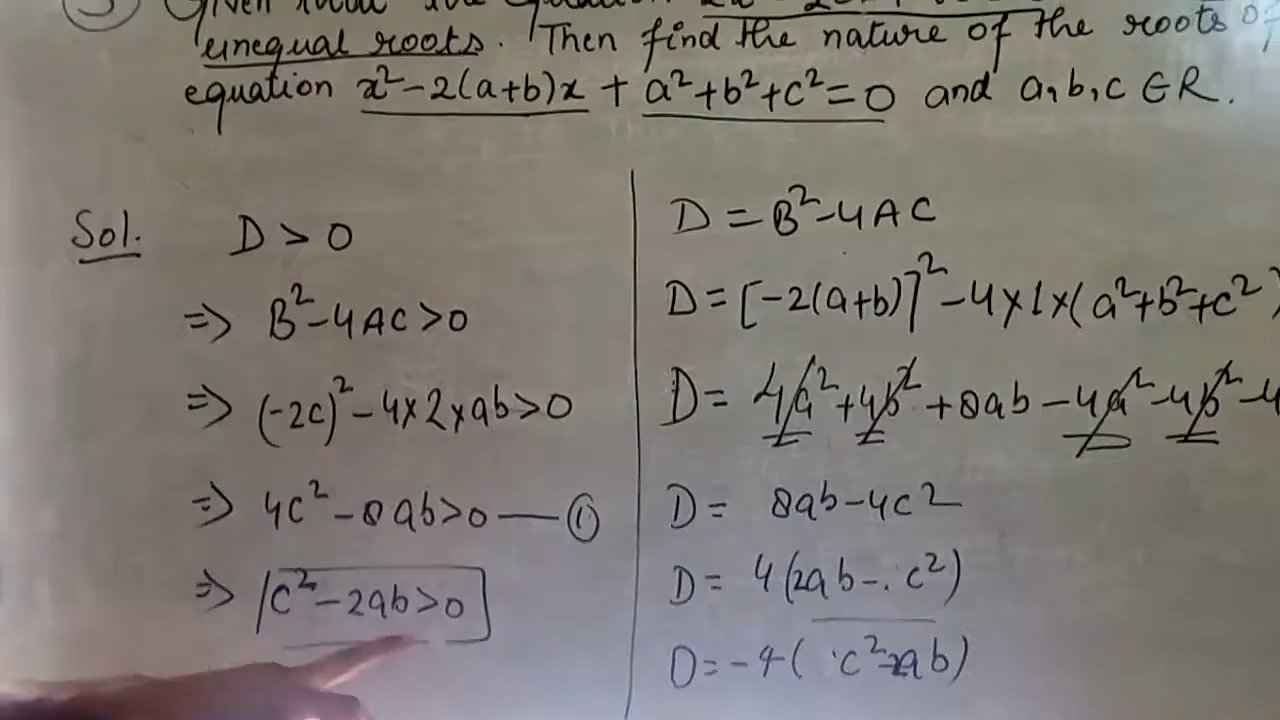 unequal roots. Then find the nature of the roots of
equation x²-2(a+b)x + a²+b²+c²=0 and a,b,c ∈ R.
Sol. D > 0
⇒ B²-4AC>0
⇒ (-2c)²-4×2×ab>0
⇒ 4c²-8ab>0 — ①
⇒ c²-2ab>0
D = B²-4AC
D = [-2(a+b)]²-4×1×(a²+b²+c²)
D = 4a²+4b²+8ab-4a²-4b²-4
D = 8ab-4c2
D = 4(2ab-c²)
D = -4(c²-2ab)